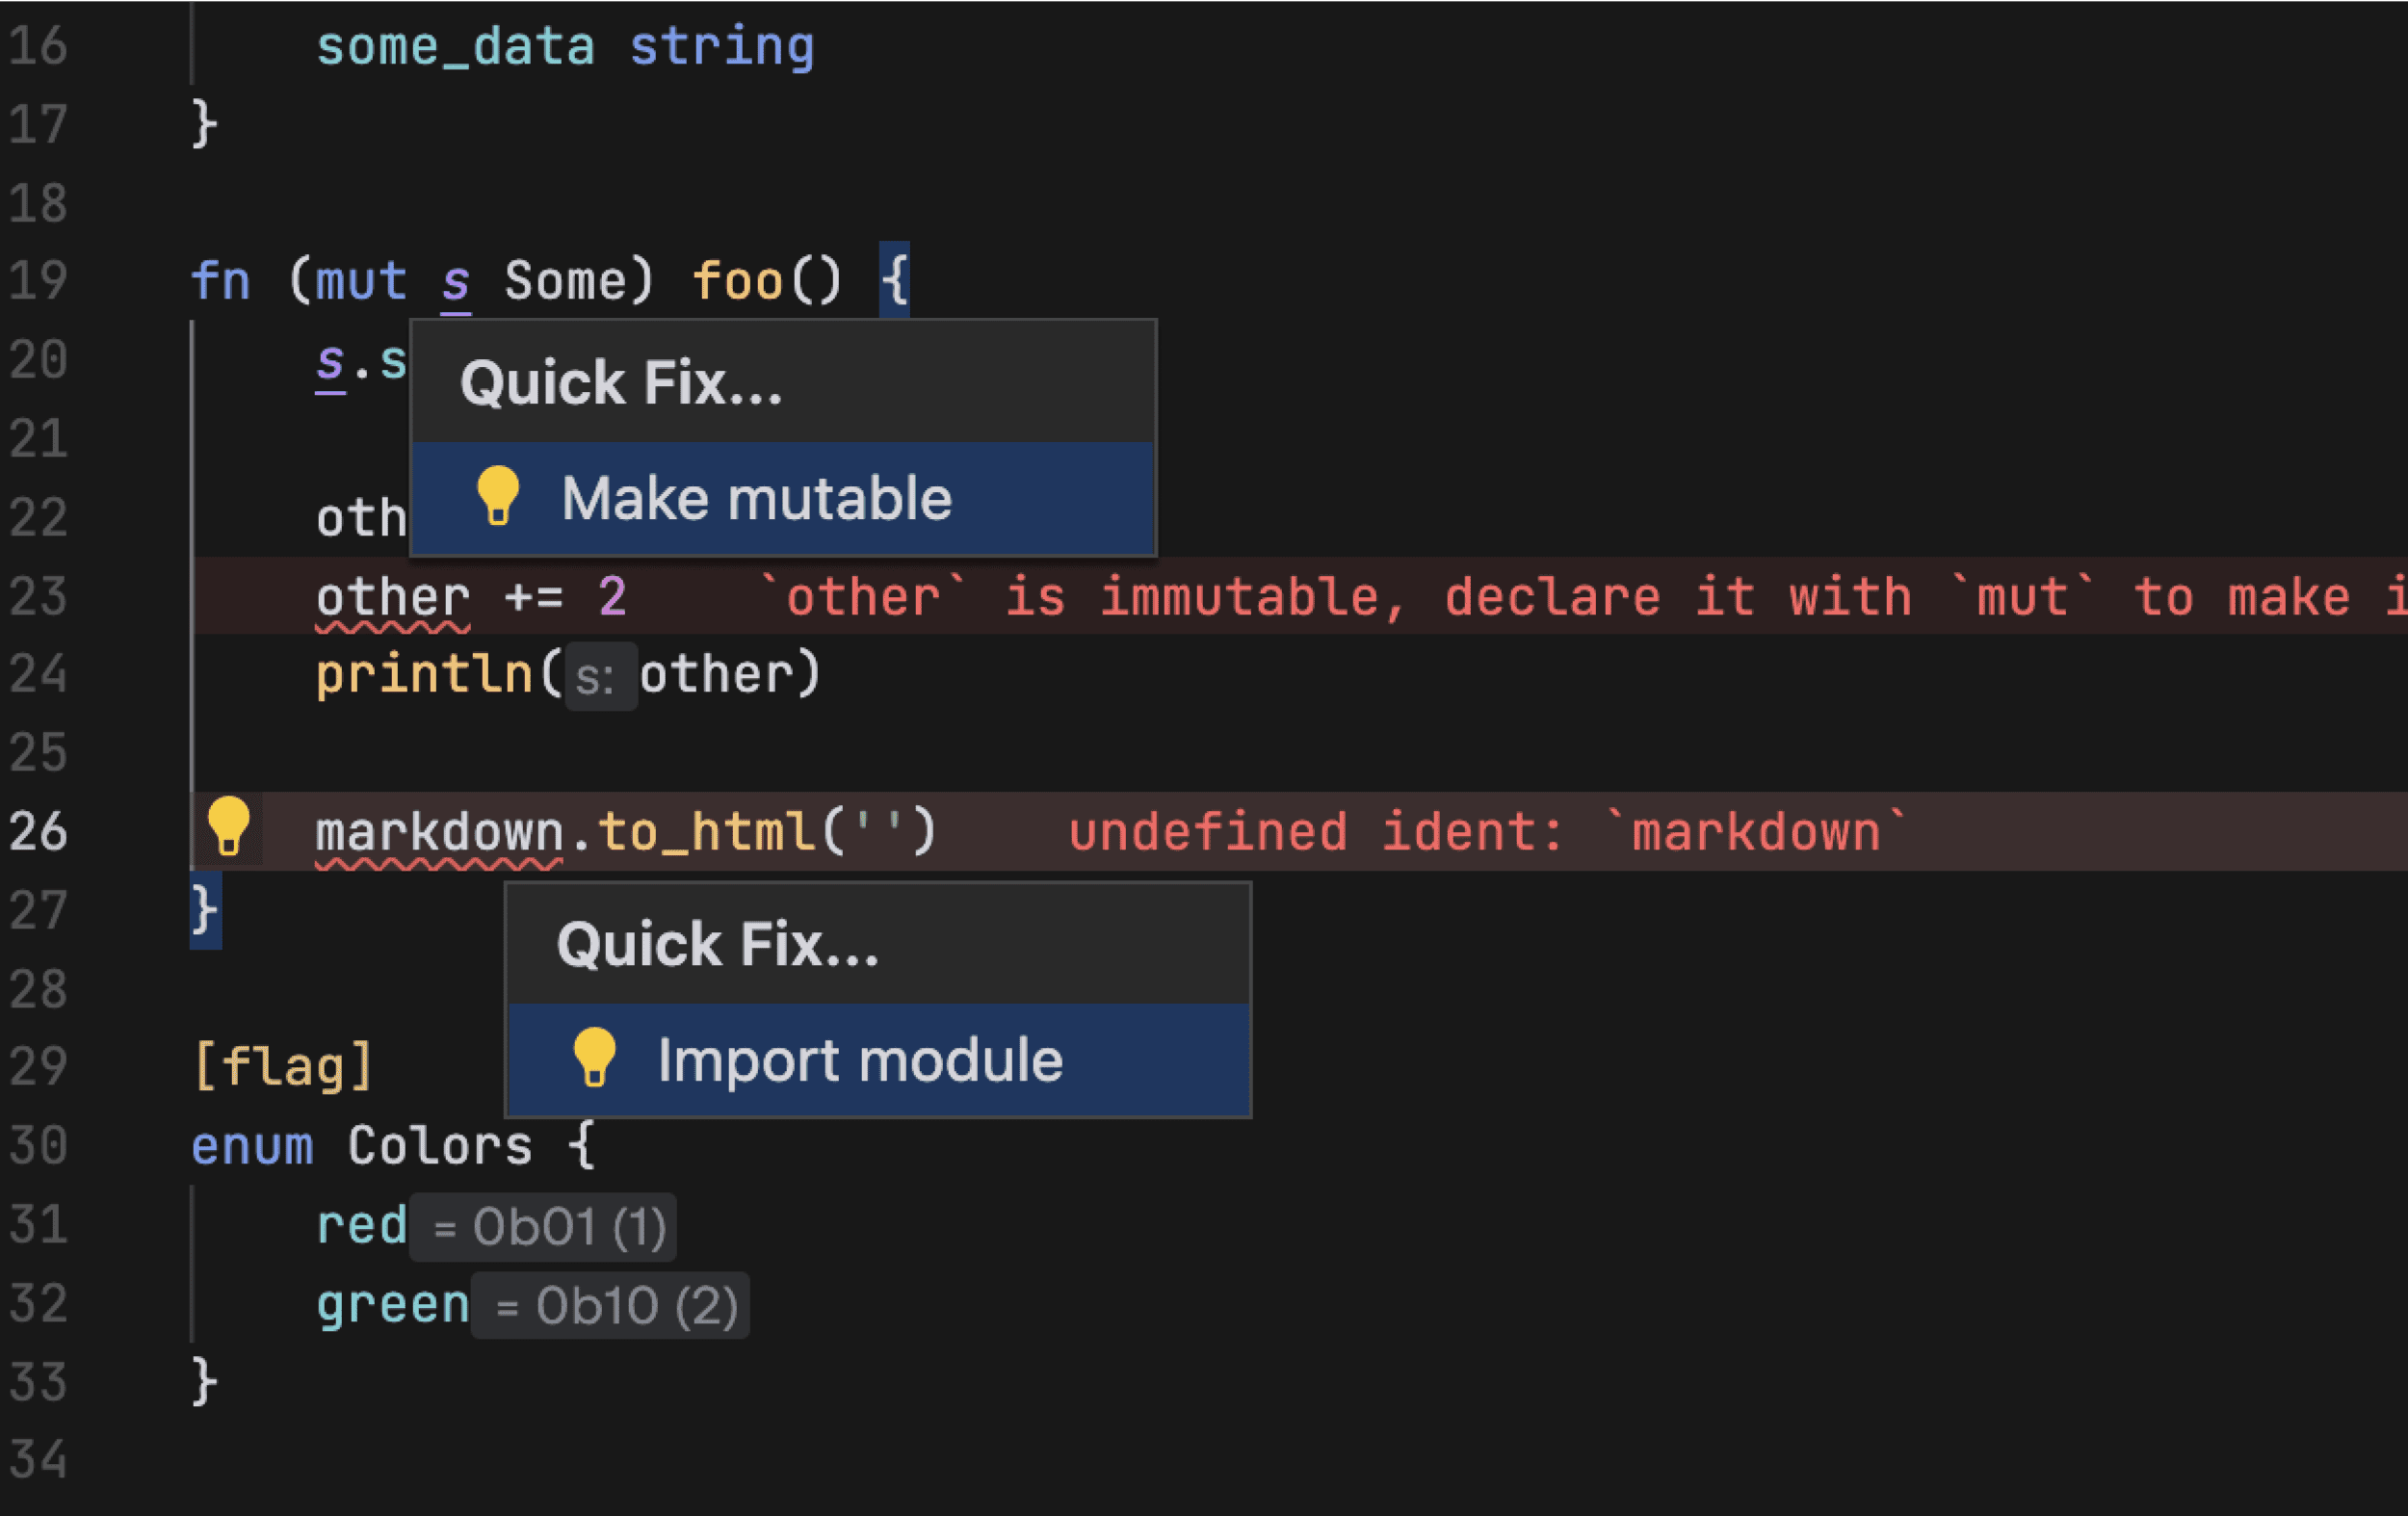 16 some_data string
17 }
18
19 fn (mut s Some) foo() {
20 s.s
Quick Fix...
21
Make mutable
22 oth
23 other += 2 `other` is immutable, declare it with `mut` to make i
24 println(s: other)
25
26 markdown.to_html('') undefined ident: `markdown`
27 }
Quick Fix...
28
29 [flag]
Import module
30 enum Colors {
31 red = 0b01 (1)
32 green = 0b10 (2)
33 }
34